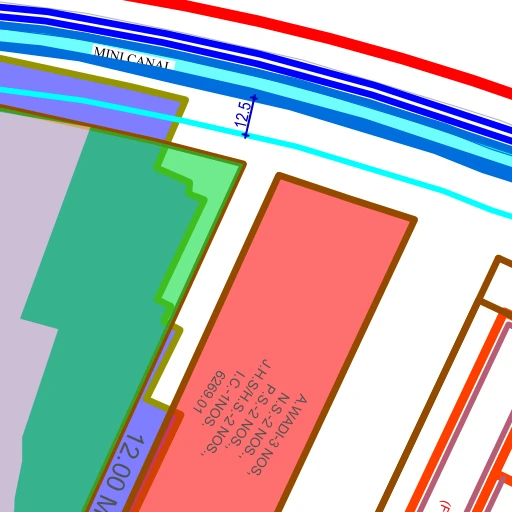 MINI CANAL
12.5
A.WADI-3 NOS,
N.S-2 NOS.,
P.S.-2 NOS.,
J.H.S/H.S.-2 NOS.,
I.C.-1NOS,
6269.01
12.00 M